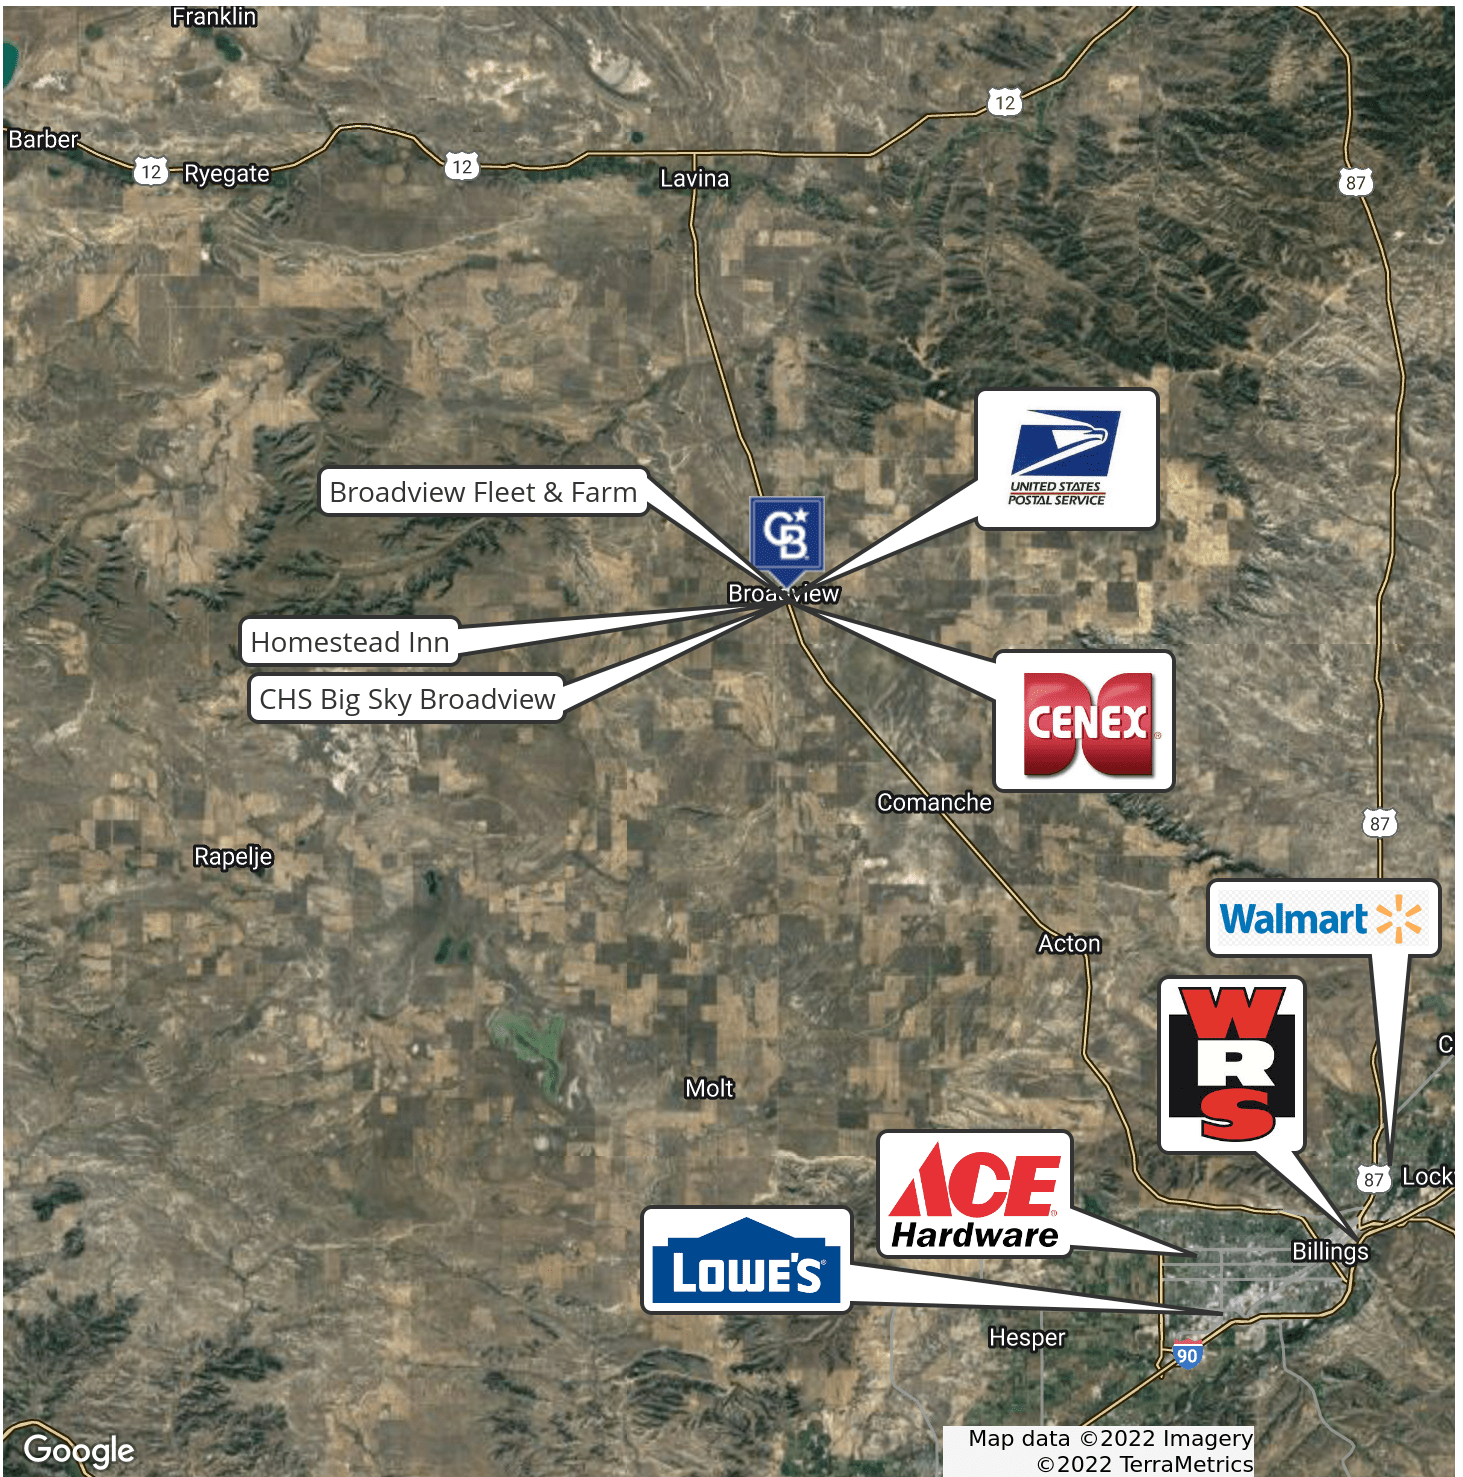 Franklin
12
Barber
12
Ryegate
12
Lavina
87
UNITED STATES
POSTAL SERVICE
Broadview Fleet & Farm
CB
Broadview
Homestead Inn
CHS Big Sky Broadview
CENEX
Comanche
87
Rapelje
Walmart
Acton
W
R
S
C
Molt
ACE
Hardware
87
Lock
LOWE'S
Billings
Hesper
90
Google
Map data ©2022 Imagery
©2022 TerraMetrics